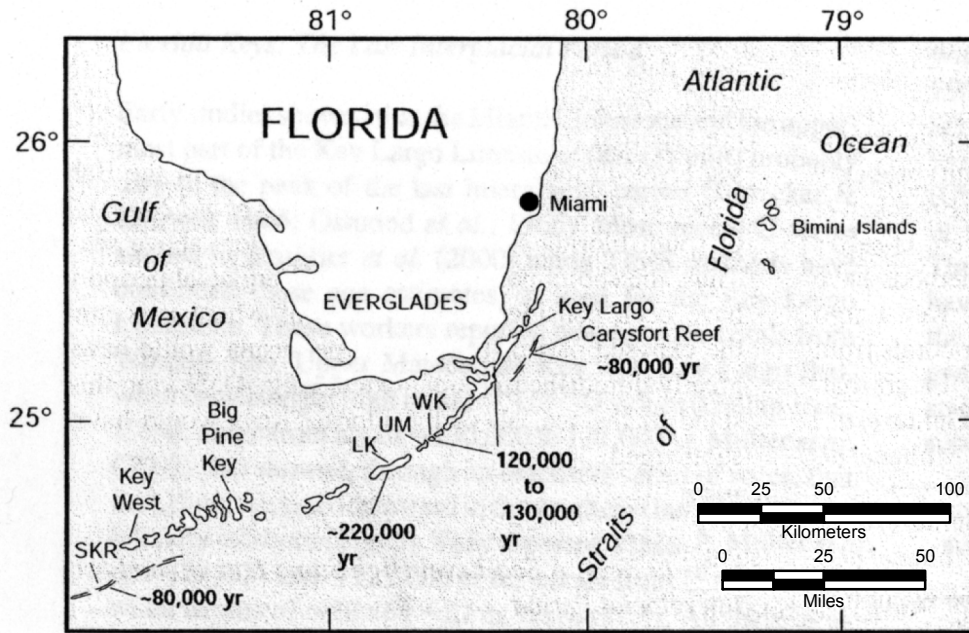 81°
80°
79°
26°
25°
FLORIDA
Atlantic
Ocean
Gulf
of
Mexico
Miami
Florida
Bimini Islands
EVERGLADES
Key Largo
Carysfort Reef
~80,000 yr
WK
UM
LK
Big
Pine
Key
Key
West
SKR
~80,000 yr
~220,000
yr
120,000
to
130,000
yr
of
Straits
0 25 50 100
Kilometers
0 25 50
Miles